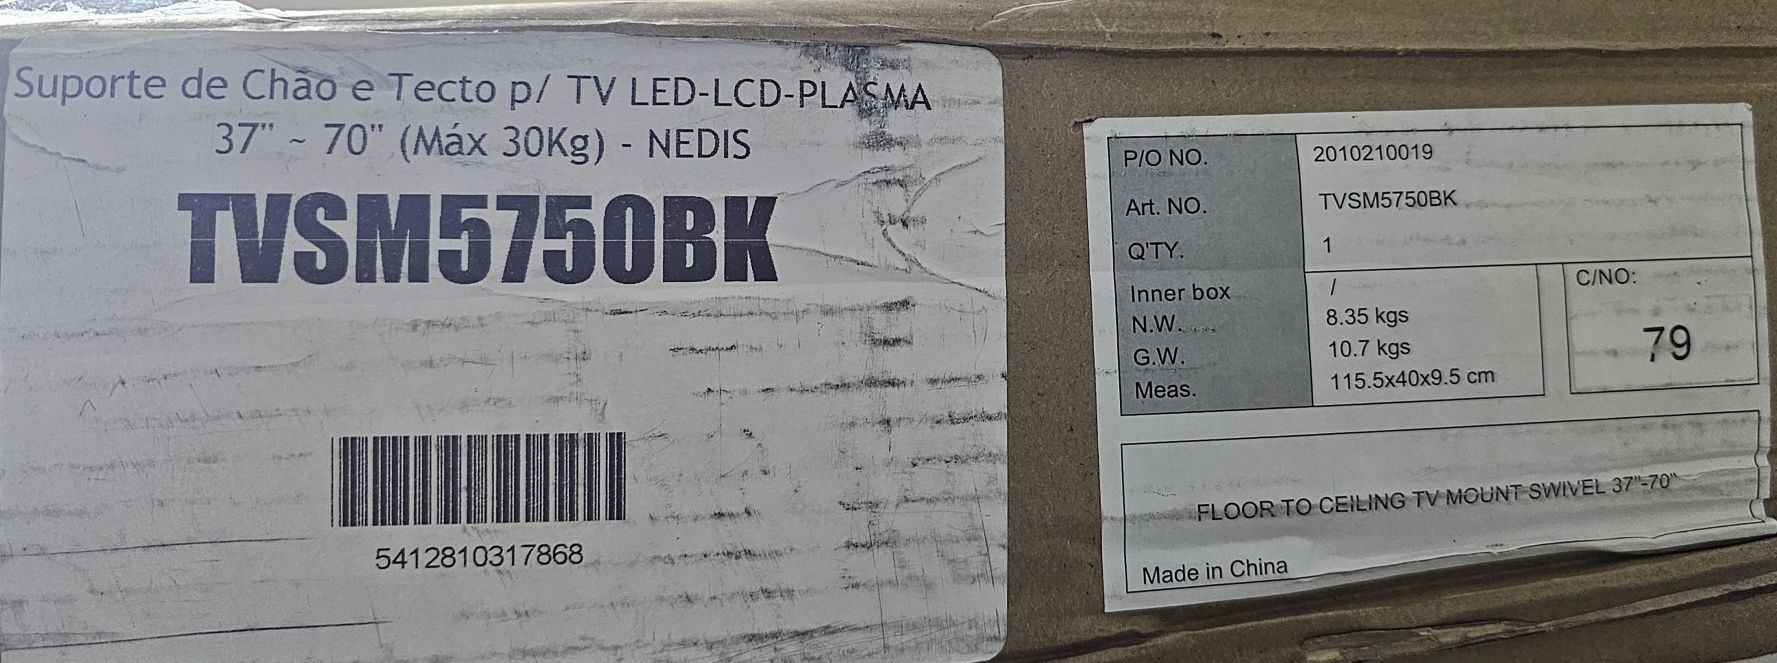 Suporte de Chão e Tecto p/ TV LED-LCD-PLASMA
37" ~ 70" (Máx 30Kg) - NEDIS
TVSM5750BK
5412810317868
P/O NO. 2010210019
Art. NO. TVSM5750BK
Q'TY. 1
Inner box /
N.W. 8.35 kgs
G.W. 10.7 kgs
Meas. 115.5x40x9.5 cm
C/NO:
79
FLOOR TO CEILING TV MOUNT SWIVEL 37"-70"
Made in China